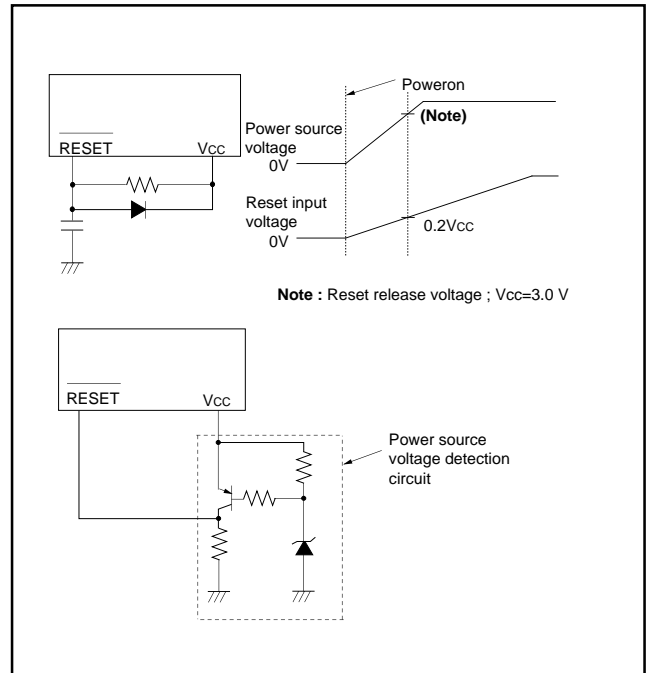 Poweron
(Note)
Power source
voltage
0V
RESET
VCC
Reset input
voltage
0V
0.2VCC
Note : Reset release voltage ; Vcc=3.0 V
RESET
VCC
Power source
voltage detection
circuit